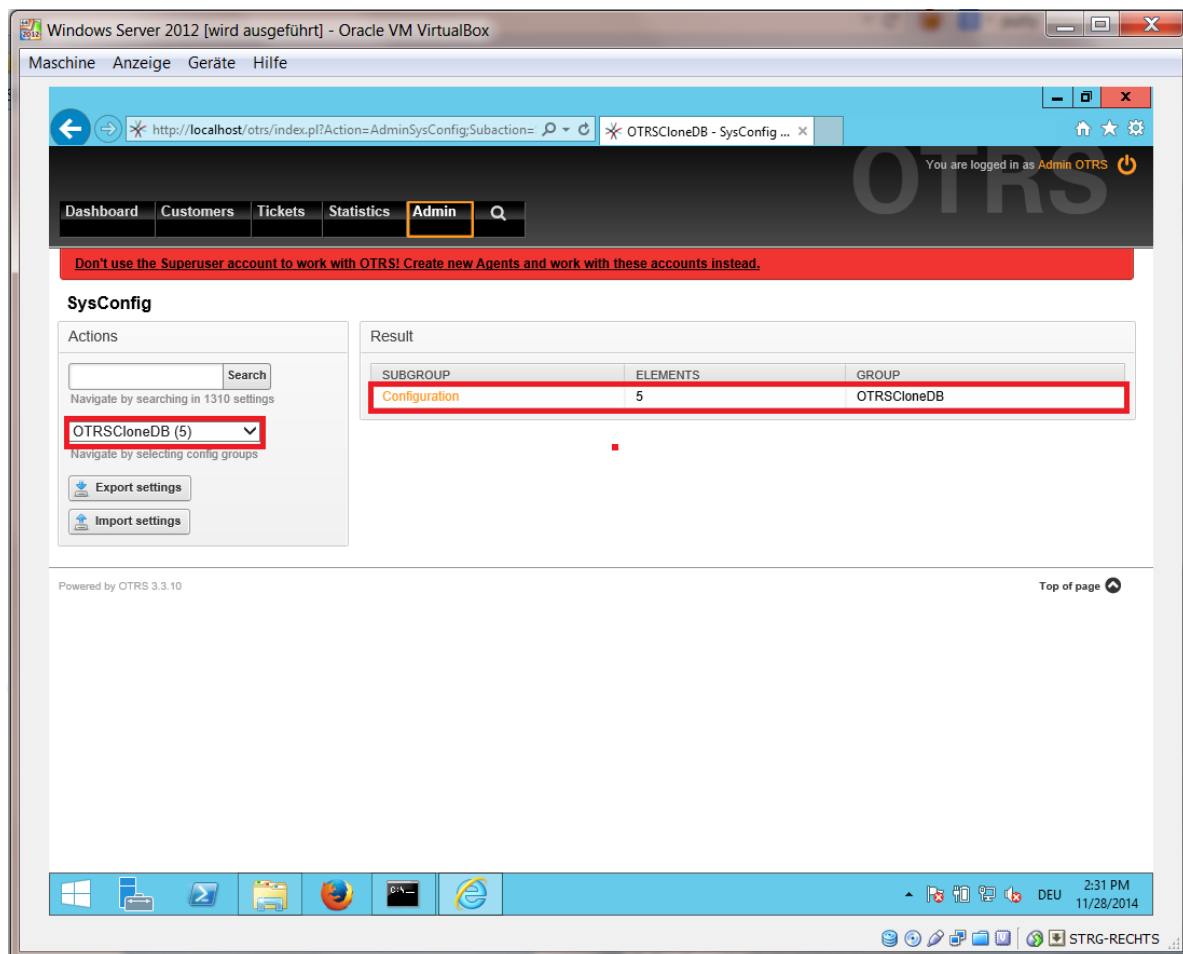 Windows Server 2012 [wird ausgeführt] - Oracle VM VirtualBox
Maschine Anzeige Geräte Hilfe
http://localhost/otrs/index.pl?Action=AdminSysConfig;Subaction=
OTRSCloneDB - SysConfig ...
OTRS
You are logged in as Admin OTRS
Dashboard Customers Tickets Statistics Admin
Don't use the Superuser account to work with OTRS! Create new Agents and work with these accounts instead.
SysConfig
Actions
Search
Navigate by searching in 1310 settings
OTRSCloneDB (5)
Navigate by selecting config groups
Export settings
Import settings
Result
SUBGROUP ELEMENTS GROUP
Configuration 5 OTRSCloneDB
Powered by OTRS 3.3.10
Top of page
DEU
2:31 PM
11/28/2014
STRG-RECHTS